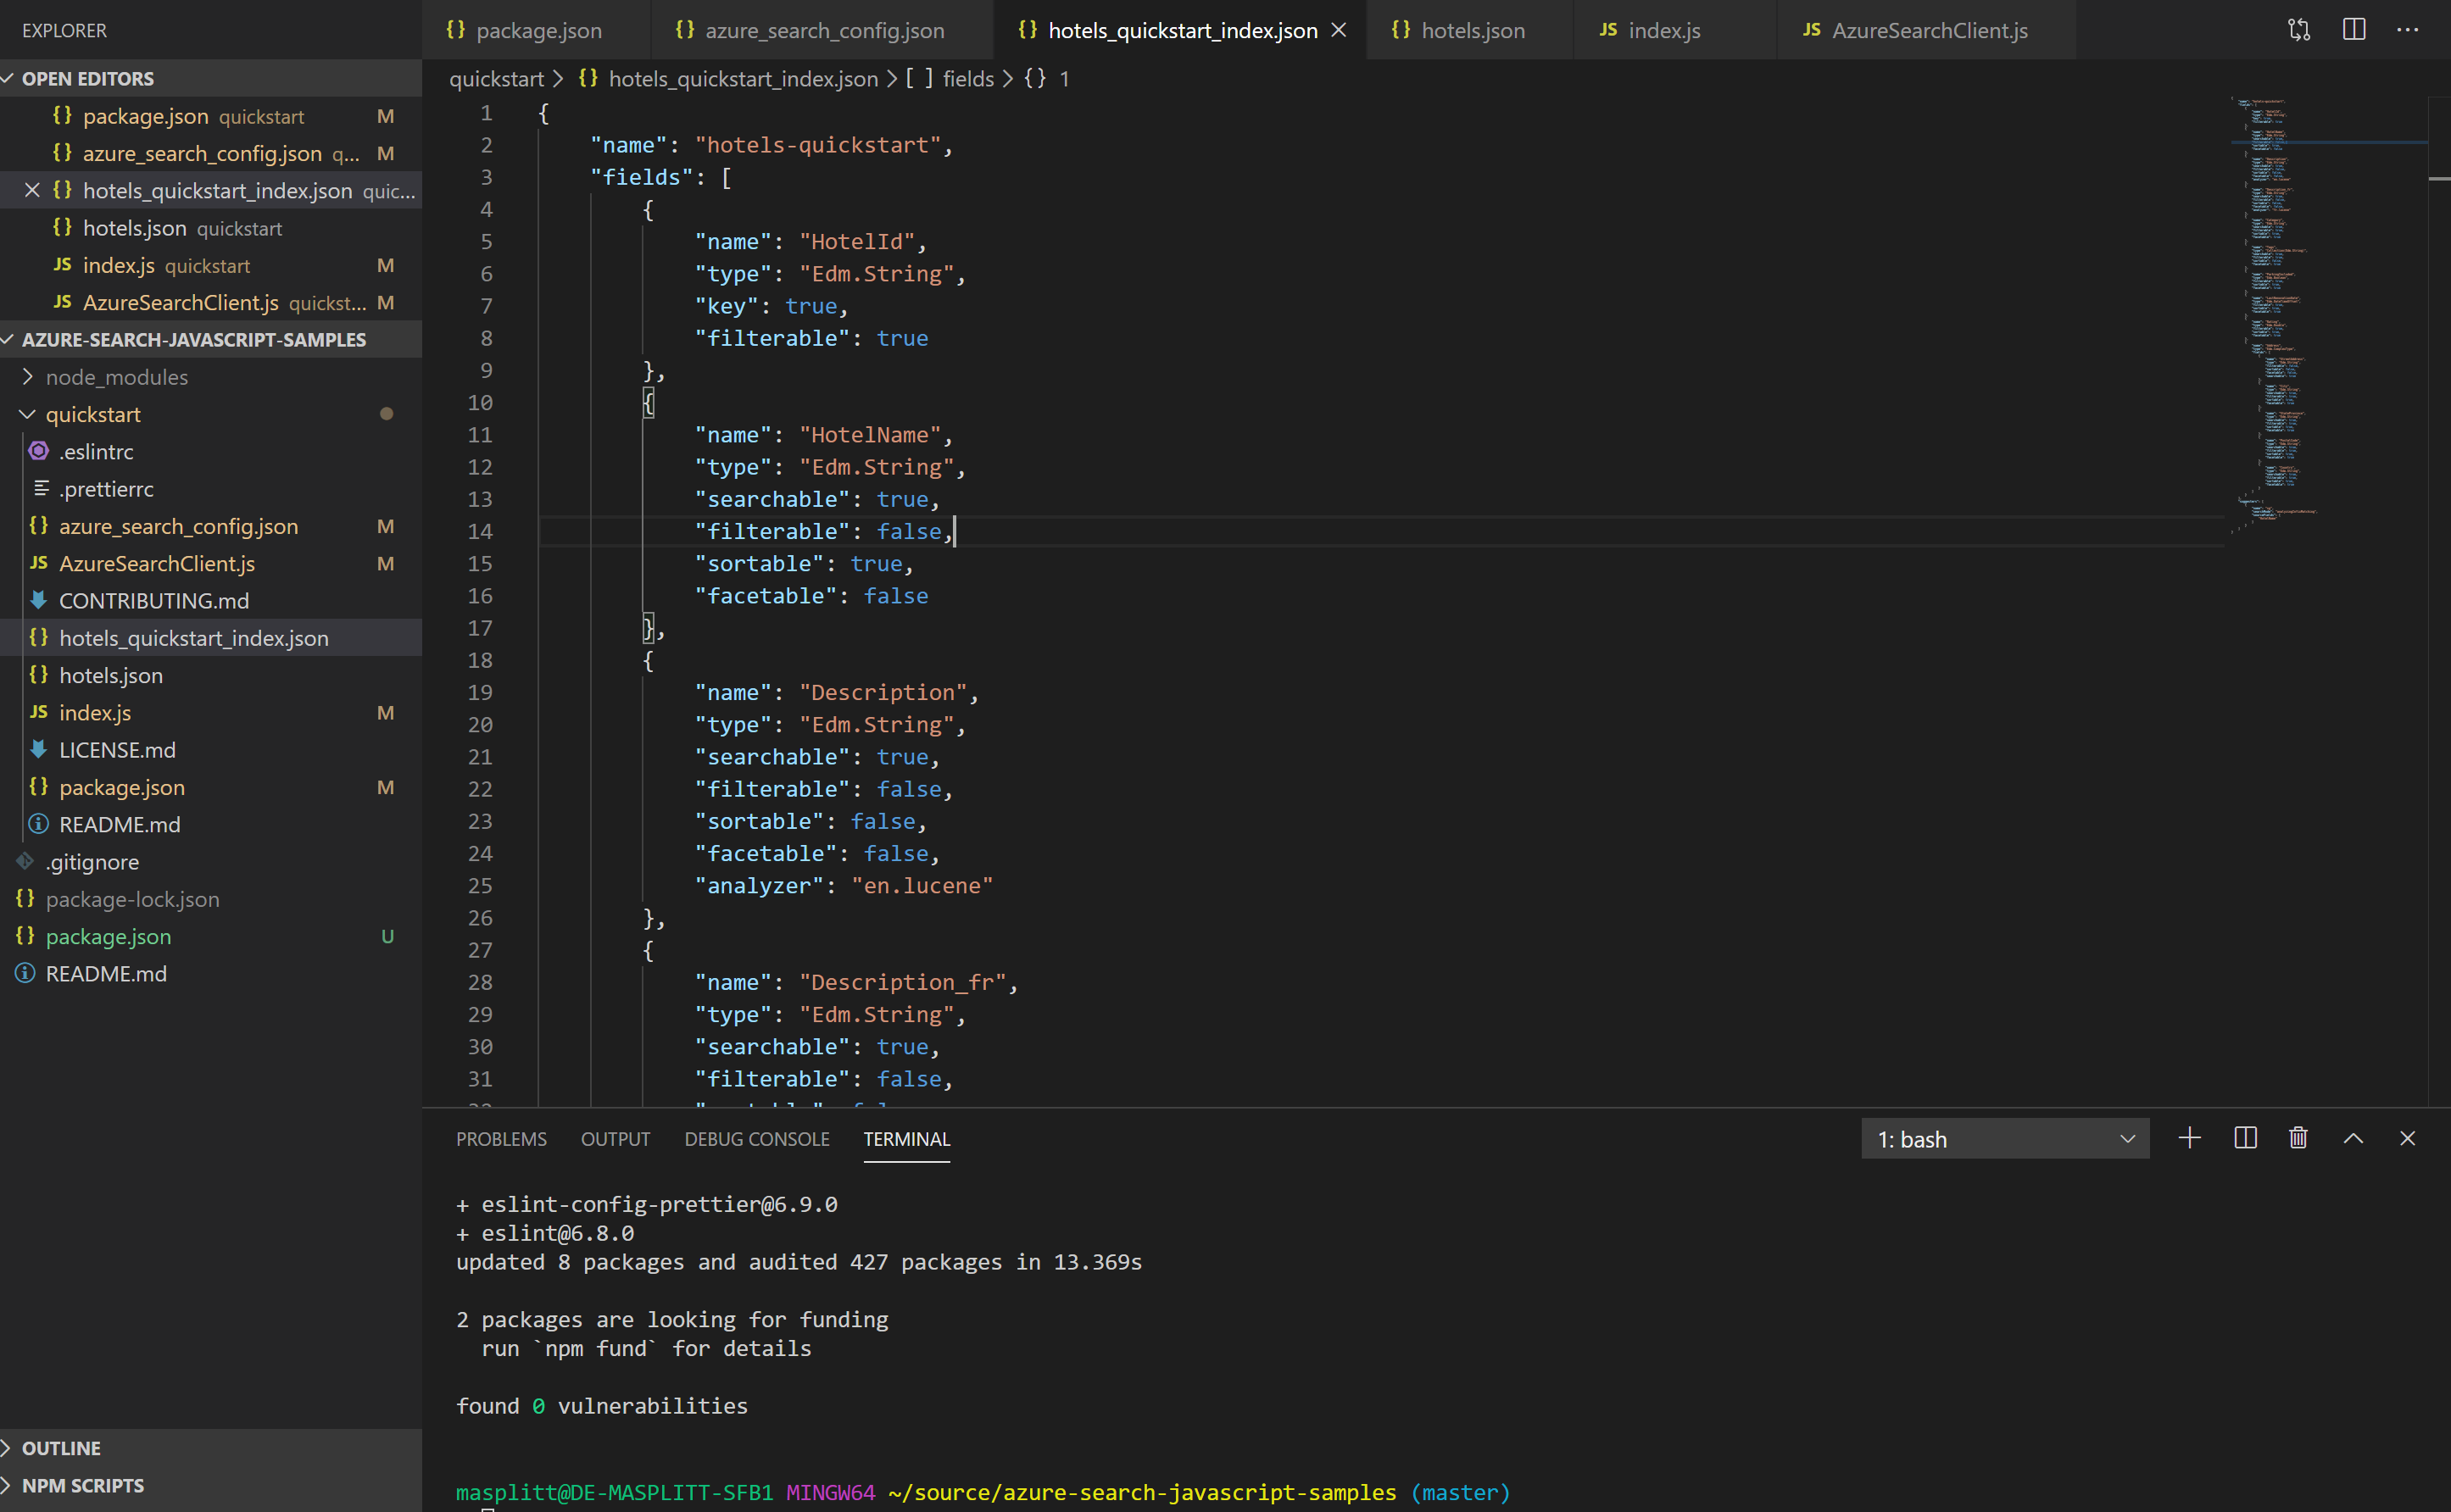 EXPLORER
OPEN EDITORS
{} package.json quickstart M
{} azure_search_config.json q... M
{} hotels_quickstart_index.json quic...
{} hotels.json quickstart
JS index.js quickstart M
JS AzureSearchClient.js quickst... M
AZURE-SEARCH-JAVASCRIPT-SAMPLES
node_modules
quickstart
.eslintrc
.prettierrc
{} azure_search_config.json M
JS AzureSearchClient.js M
CONTRIBUTING.md
{} hotels_quickstart_index.json
{} hotels.json
JS index.js M
LICENSE.md
{} package.json M
README.md
.gitignore
{} package-lock.json
{} package.json U
README.md
OUTLINE
NPM SCRIPTS
{} package.json {} azure_search_config.json {} hotels_quickstart_index.json {} hotels.json JS index.js JS AzureSearchClient.js
quickstart > {} hotels_quickstart_index.json > [ ] fields > {} 1
1 {
2 "name": "hotels-quickstart",
3 "fields": [
4 {
5 "name": "HotelId",
6 "type": "Edm.String",
7 "key": true,
8 "filterable": true
9 },
10 {
11 "name": "HotelName",
12 "type": "Edm.String",
13 "searchable": true,
14 "filterable": false,
15 "sortable": true,
16 "facetable": false
17 },
18 {
19 "name": "Description",
20 "type": "Edm.String",
21 "searchable": true,
22 "filterable": false,
23 "sortable": false,
24 "facetable": false,
25 "analyzer": "en.lucene"
26 },
27 {
28 "name": "Description_fr",
29 "type": "Edm.String",
30 "searchable": true,
31 "filterable": false,
PROBLEMS OUTPUT DEBUG CONSOLE TERMINAL 1: bash
+ eslint-config-prettier@6.9.0
+ eslint@6.8.0
updated 8 packages and audited 427 packages in 13.369s
2 packages are looking for funding
run `npm fund` for details
found 0 vulnerabilities
masplitt@DE-MASPLITT-SFB1 MINGW64 ~/source/azure-search-javascript-samples (master)